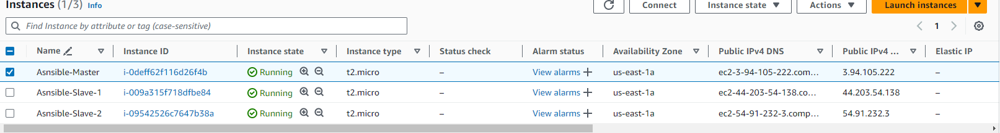 Instances (1/3) Info
Connect Instance state Actions Launch instances
Find Instance by attribute or tag (case-sensitive)
1
Name Instance ID Instance state Instance type Status check Alarm status Availability Zone Public IPv4 DNS Public IPv4 ... Elastic IP
Asnsible-Master i-0deff62f116d26f4b Running t2.micro – View alarms + us-east-1a ec2-3-94-105-222.com... 3.94.105.222 –
Asnsible-Slave-1 i-009a315f718dfbe84 Running t2.micro – View alarms + us-east-1a ec2-44-203-54-138.co... 44.203.54.138 –
Asnsible-Slave-2 i-09542526c7647b38a Running t2.micro – View alarms + us-east-1a ec2-54-91-232-3.comp... 54.91.232.3 –